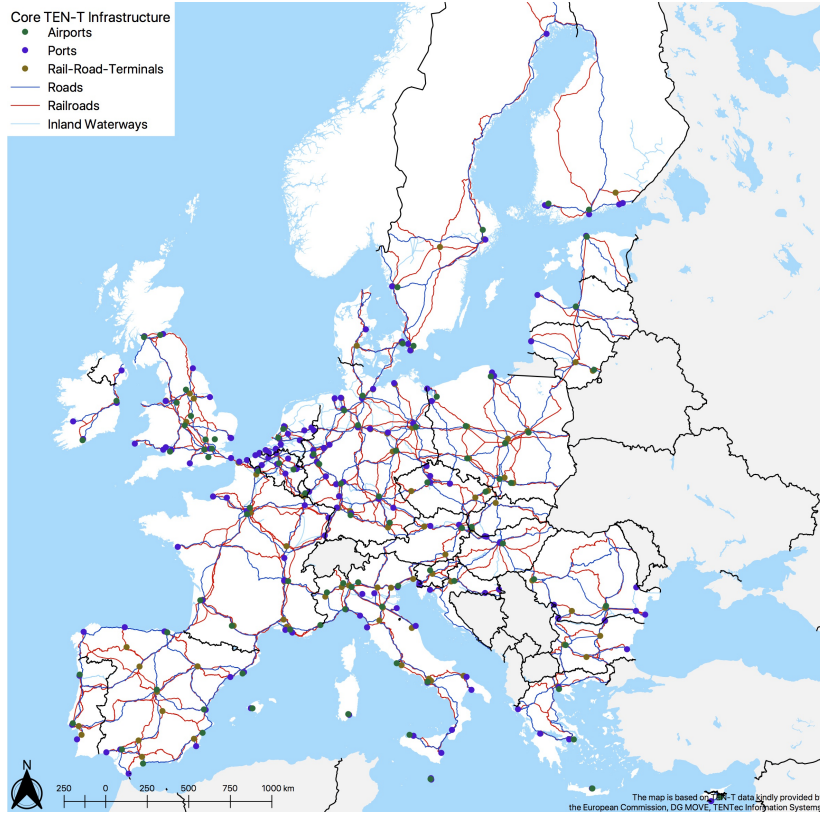 Core TEN-T Infrastructure
Airports
Ports
Rail-Road-Terminals
Roads
Railroads
Inland Waterways
N
250 0 250 500 750 1000 km
The map is based on TEN-T data kindly provided by
the European Commission, DG MOVE, TENTec Information Systems